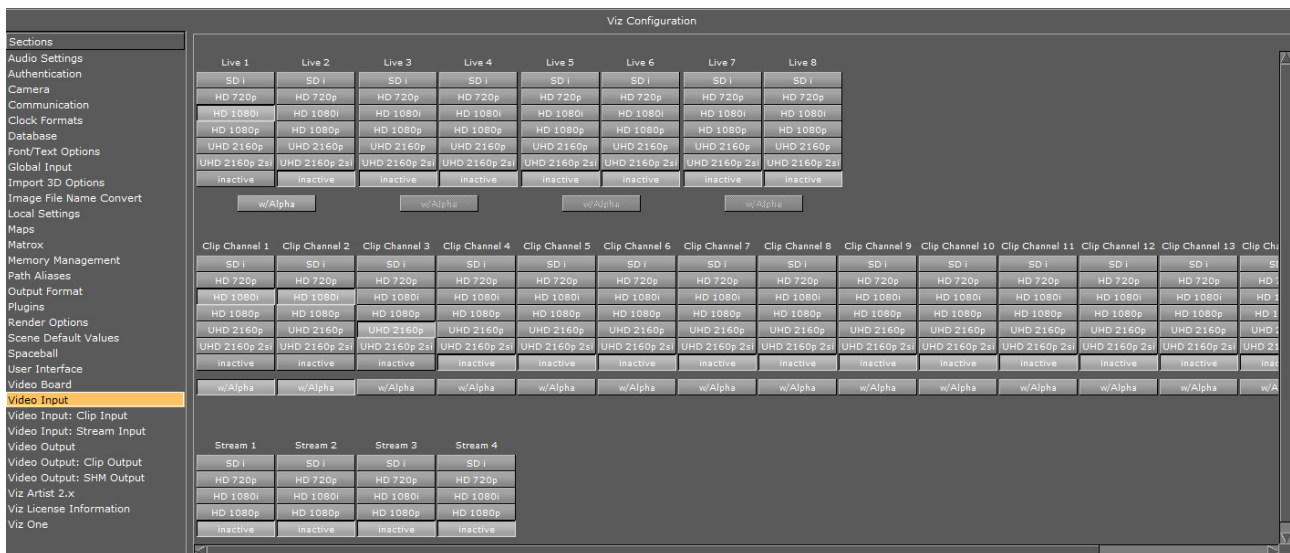 Viz Configuration
Sections
Audio Settings
Authentication
Camera
Communication
Clock Formats
Database
Font/Text Options
Global Input
Import 3D Options
Image File Name Convert
Local Settings
Maps
Matrox
Memory Management
Path Aliases
Output Format
Plugins
Render Options
Scene Default Values
Spaceball
User Interface
Video Board
Video Input
Video Input: Clip Input
Video Input: Stream Input
Video Output
Video Output: Clip Output
Video Output: SHM Output
Viz Artist 2.x
Viz License Information
Viz One
Live 1 Live 2 Live 3 Live 4 Live 5 Live 6 Live 7 Live 8
SD i SD i SD i SD i SD i SD i SD i SD i
HD 720p HD 720p HD 720p HD 720p HD 720p HD 720p HD 720p HD 720p
HD 1080i HD 1080i HD 1080i HD 1080i HD 1080i HD 1080i HD 1080i HD 1080i
HD 1080p HD 1080p HD 1080p HD 1080p HD 1080p HD 1080p HD 1080p HD 1080p
UHD 2160p UHD 2160p UHD 2160p UHD 2160p UHD 2160p UHD 2160p UHD 2160p UHD 2160p
UHD 2160p 2si UHD 2160p 2si UHD 2160p 2si UHD 2160p 2si UHD 2160p 2si UHD 2160p 2si UHD 2160p 2si UHD 2160p 2si
inactive inactive inactive inactive inactive inactive inactive inactive
w/Alpha w/Alpha w/Alpha w/Alpha
Clip Channel 1 Clip Channel 2 Clip Channel 3 Clip Channel 4 Clip Channel 5 Clip Channel 6 Clip Channel 7 Clip Channel 8 Clip Channel 9 Clip Channel 10 Clip Channel 11 Clip Channel 12 Clip Channel 13 Clip
SD i SD i SD i SD i SD i SD i SD i SD i SD i SD i SD i SD i SD i
HD 720p HD 720p HD 720p HD 720p HD 720p HD 720p HD 720p HD 720p HD 720p HD 720p HD 720p HD 720p HD 720p HD
HD 1080i HD 1080i HD 1080i HD 1080i HD 1080i HD 1080i HD 1080i HD 1080i HD 1080i HD 1080i HD 1080i HD 1080i HD 1080i HD
HD 1080p HD 1080p HD 1080p HD 1080p HD 1080p HD 1080p HD 1080p HD 1080p HD 1080p HD 1080p HD 1080p HD 1080p HD 1080p HD
UHD 2160p UHD 2160p UHD 2160p UHD 2160p UHD 2160p UHD 2160p UHD 2160p UHD 2160p UHD 2160p UHD 2160p UHD 2160p UHD 2160p UHD 2160p UHD
UHD 2160p 2si UHD 2160p 2si UHD 2160p 2si UHD 2160p 2si UHD 2160p 2si UHD 2160p 2si UHD 2160p 2si UHD 2160p 2si UHD 2160p 2si UHD 2160p 2si UHD 2160p 2si UHD 2160p 2si UHD 2160p 2si UHD
inactive inactive inactive inactive inactive inactive inactive inactive inactive inactive inactive inactive inactive
w/Alpha w/Alpha w/Alpha w/Alpha w/Alpha w/Alpha w/Alpha w/Alpha w/Alpha w/Alpha w/Alpha w/Alpha w/Alpha
Stream 1 Stream 2 Stream 3 Stream 4
SD i SD i SD i SD i
HD 720p HD 720p HD 720p HD 720p
HD 1080i HD 1080i HD 1080i HD 1080i
HD 1080p HD 1080p HD 1080p HD 1080p
inactive inactive inactive inactive